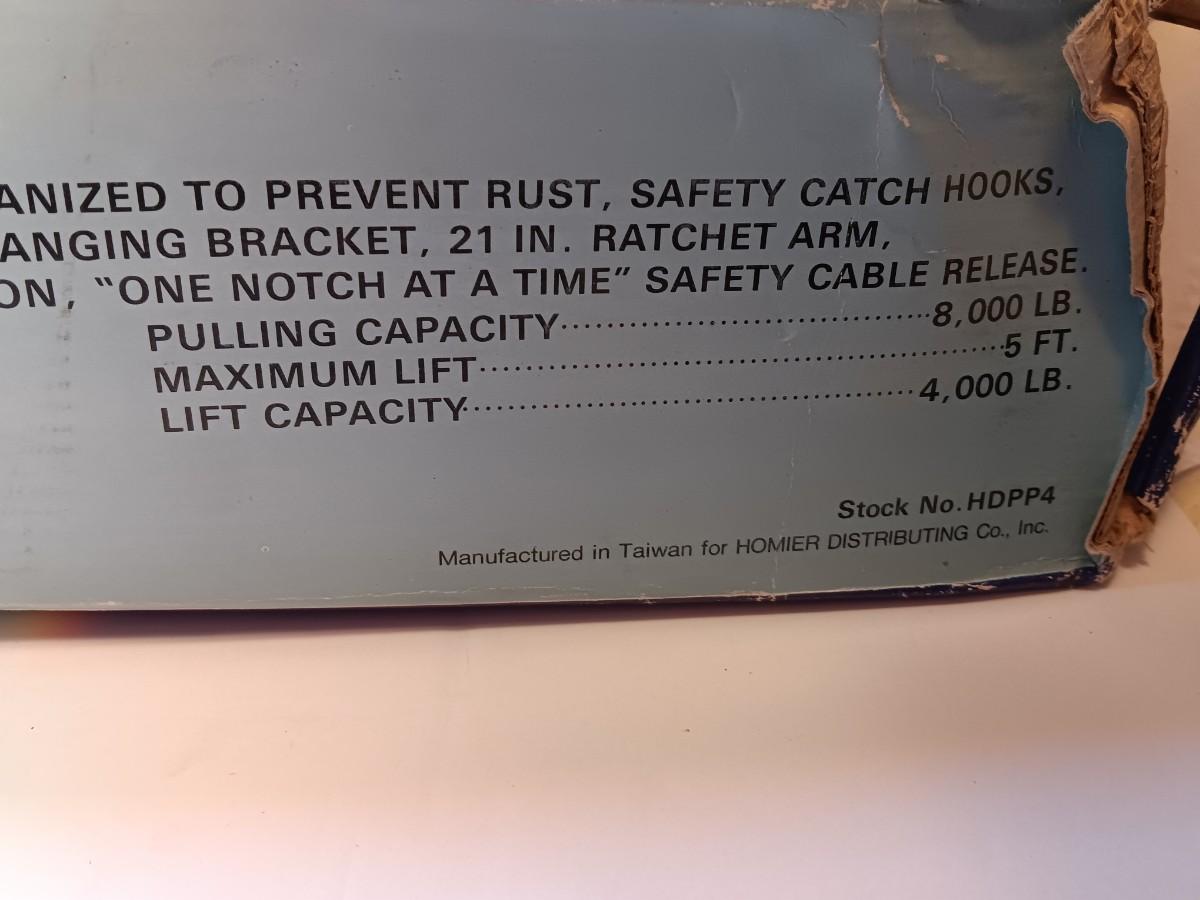 ANIZED TO PREVENT RUST, SAFETY CATCH HOOKS,
ANGING BRACKET, 21 IN. RATCHET ARM,
ON, "ONE NOTCH AT A TIME" SAFETY CABLE RELEASE.
PULLING CAPACITY........................................8,000 LB.
MAXIMUM LIFT........................................5 FT.
LIFT CAPACITY........................................4,000 LB.
Stock No. HDPP4
Manufactured in Taiwan for HOMIER DISTRIBUTING Co., Inc.